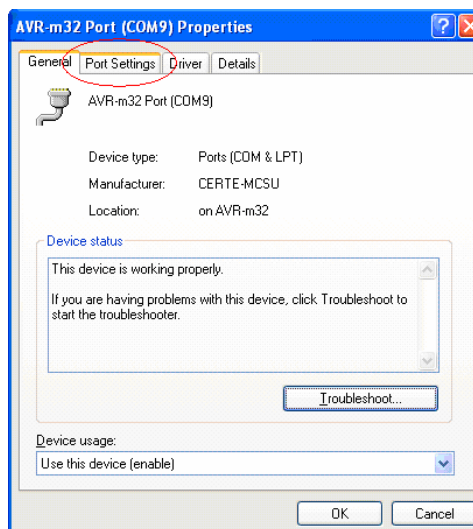 AVR-m32 Port (COM9) Properties
General Port Settings Driver Details
AVR-m32 Port (COM9)
Device type: Ports (COM & LPT)
Manufacturer: CERTE-MCSU
Location: on AVR-m32
Device status
This device is working properly.
If you are having problems with this device, click Troubleshoot to
start the troubleshooter.
Troubleshoot...
Device usage:
Use this device (enable)
OK Cancel